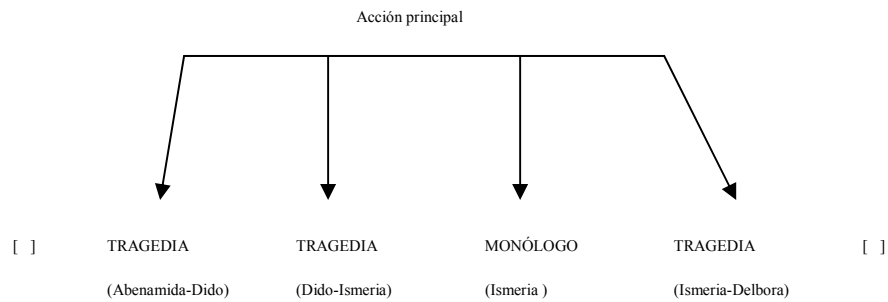 Acción principal
[ ] TRAGEDIA TRAGEDIA MONÓLOGO TRAGEDIA [ ]
(Abenamida-Dido) (Dido-Ismeria) (Ismeria ) (Ismeria-Delbora)